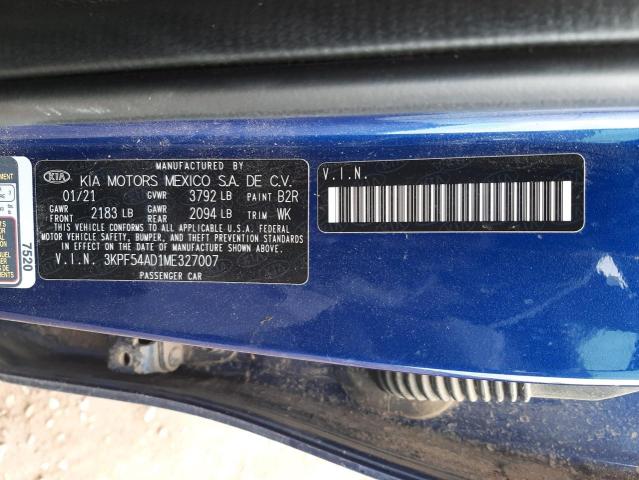 MANUFACTURED BY
KIA KIA MOTORS MEXICO S.A. DE C.V.
01/21 GVWR 3792 LB PAINT B2R
GAWR FRONT 2183 LB GAWR REAR 2094 LB TRIM WK
THIS VEHICLE CONFORMS TO ALL APPLICABLE U.S.A. FEDERAL
MOTOR VEHICLE SAFETY, BUMPER, AND THEFT PREVENTION
STANDARDS IN EFFECT ON THE DATE OF MANUFACTURE SHOWN ABOVE.
V.I.N. 3KPF54AD1ME327007
PASSENGER CAR
V.I.N.
7520